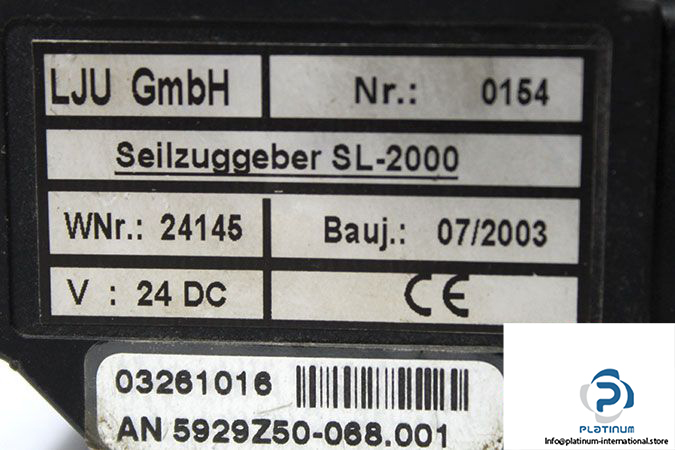 LJU GmbH
Nr.: 0154
Seilzuggeber SL-2000
WNr.: 24145
Bauj.: 07/2003
V : 24 DC
CE
03261016
AN 5929Z50-068.001
PLATINUM
Info@platinum-international.store